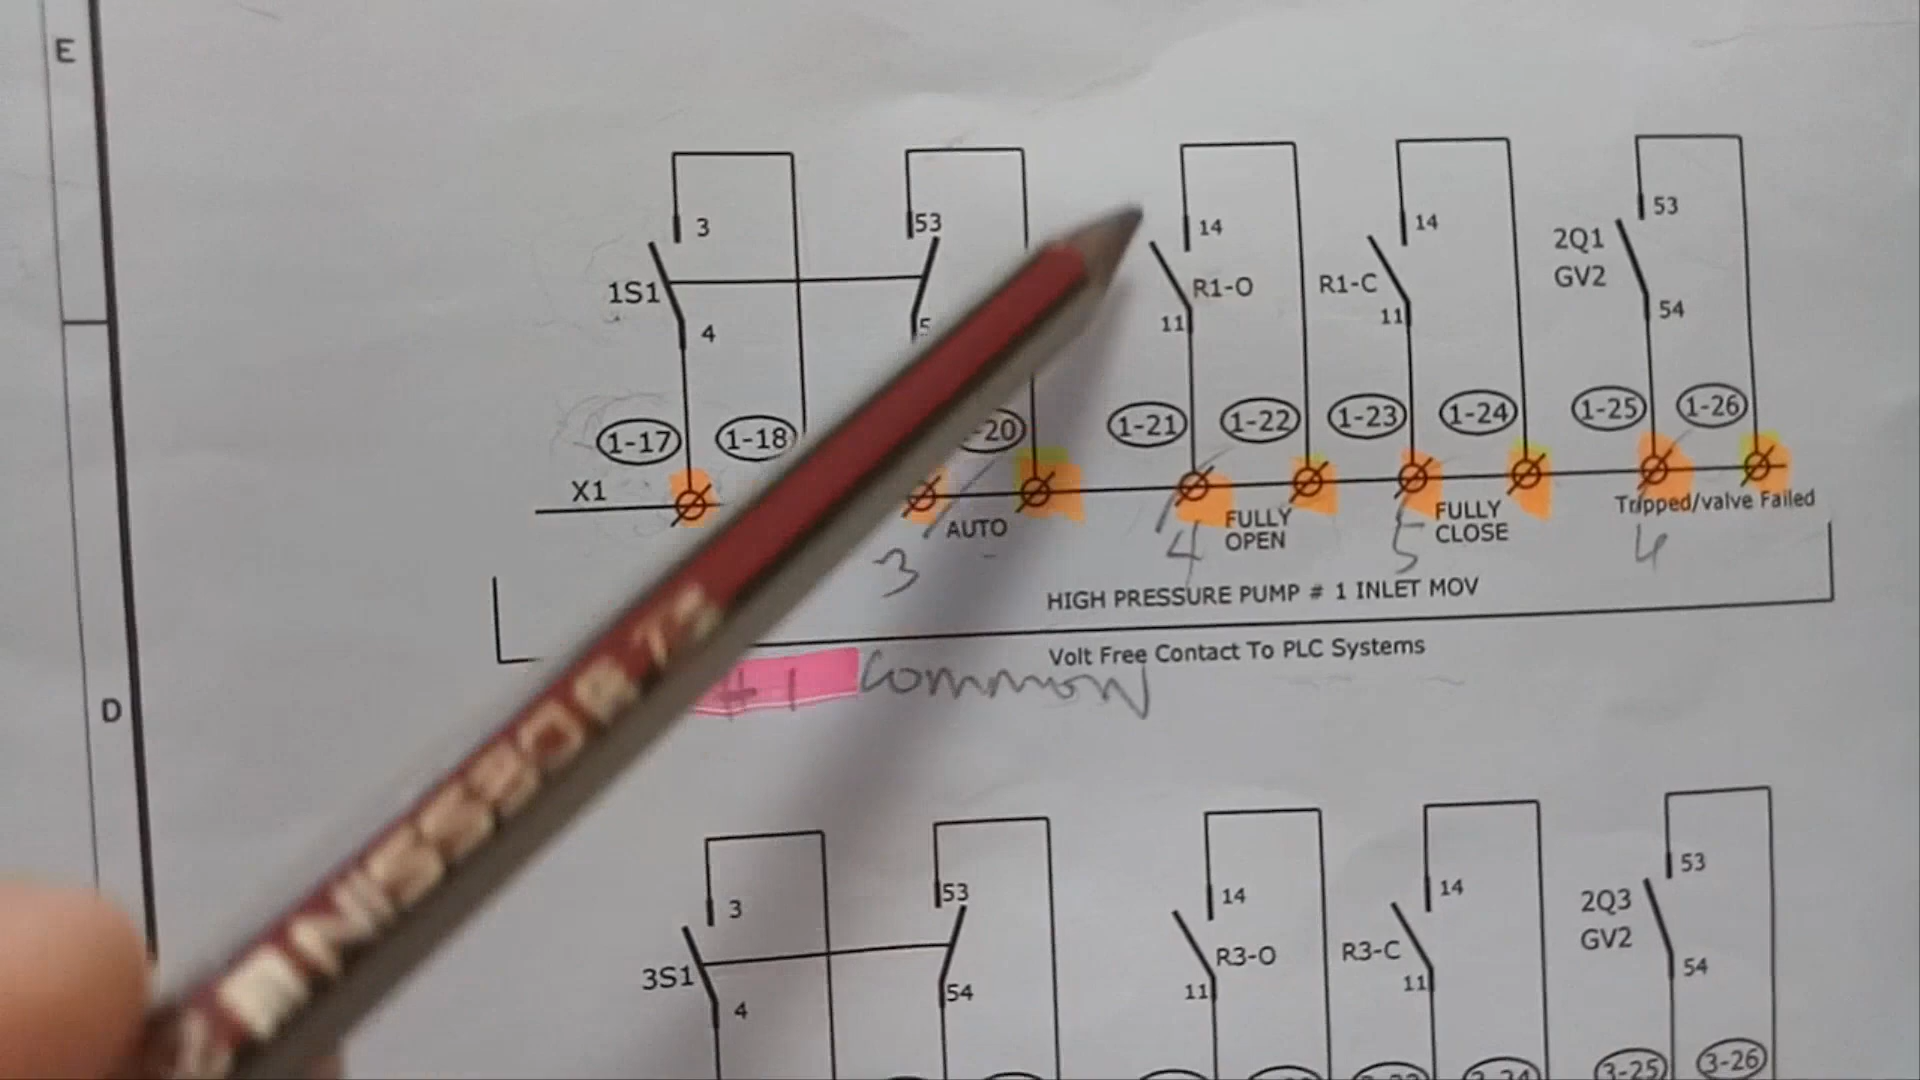 E
3
53
14
14
53
1S1
R1-O
R1-C
2Q1
GV2
4
11
11
54
1-17
1-18
-20
1-21
1-22
1-23
1-24
1-25
1-26
X1
AUTO
FULLY
OPEN
FULLY
CLOSE
Tripped/valve Failed
3
4
5
HIGH PRESSURE PUMP # 1 INLET MOV
Volt Free Contact To PLC Systems
# 1 Common
D
3
53
14
14
53
3S1
R3-O
R3-C
2Q3
GV2
4
54
11
11
54
3-25
3-26